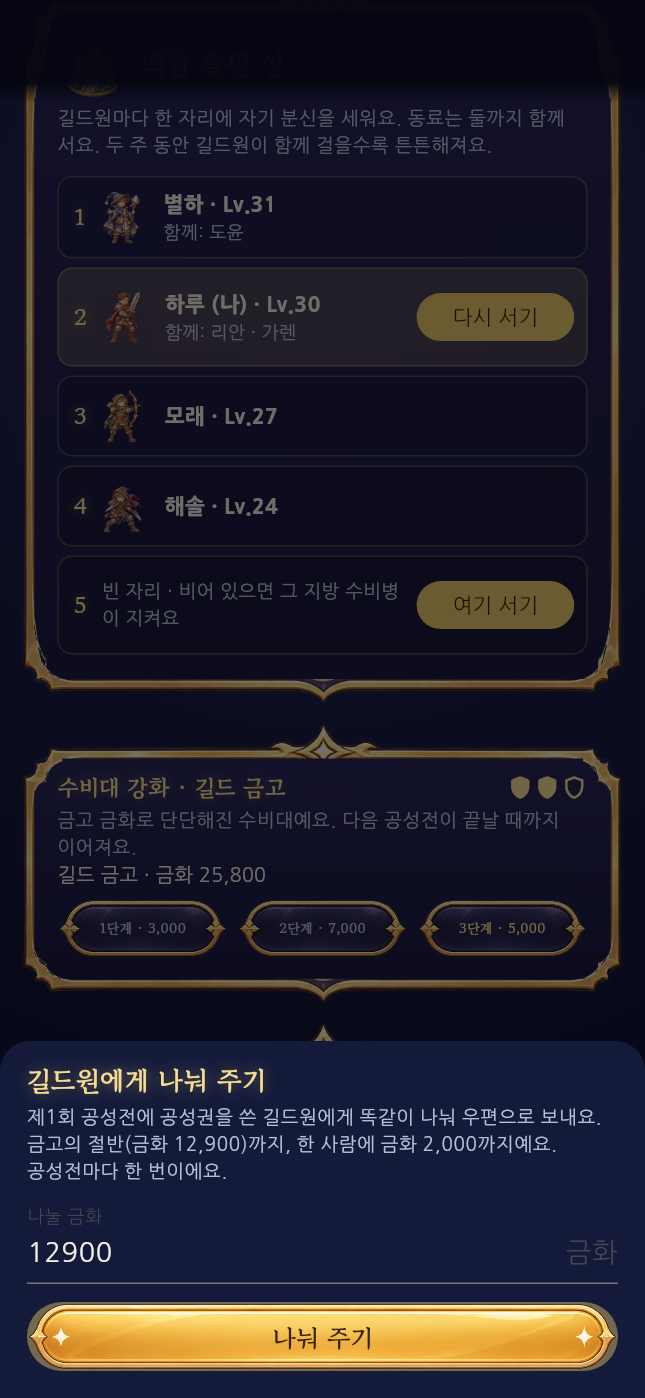 백합 들판 성
길드원마다 한 자리에 자기 분신을 세워요. 동료는 둘까지 함께
서요. 두 주 동안 길드원이 함께 걸을수록 튼튼해져요.
1
별하 · Lv.31
함께: 도윤
2
하루 (나) · Lv.30
함께: 리안 · 가렌
다시 서기
3
모래 · Lv.27
4
해솔 · Lv.24
5
빈 자리 · 비어 있으면 그 지방 수비병
이 지켜요
여기 서기
수비대 강화 · 길드 금고
금고 금화로 단단해진 수비대예요. 다음 공성전이 끝날 때까지
이어져요.
길드 금고 · 금화 25,800
1단계 · 3,000
2단계 · 7,000
3단계 · 5,000
길드원에게 나눠 주기
제1회 공성전에 공성권을 쓴 길드원에게 똑같이 나눠 우편으로 보내요.
금고의 절반(금화 12,900)까지, 한 사람에 금화 2,000까지예요.
공성전마다 한 번이에요.
나눌 금화
12900
금화
나눠 주기